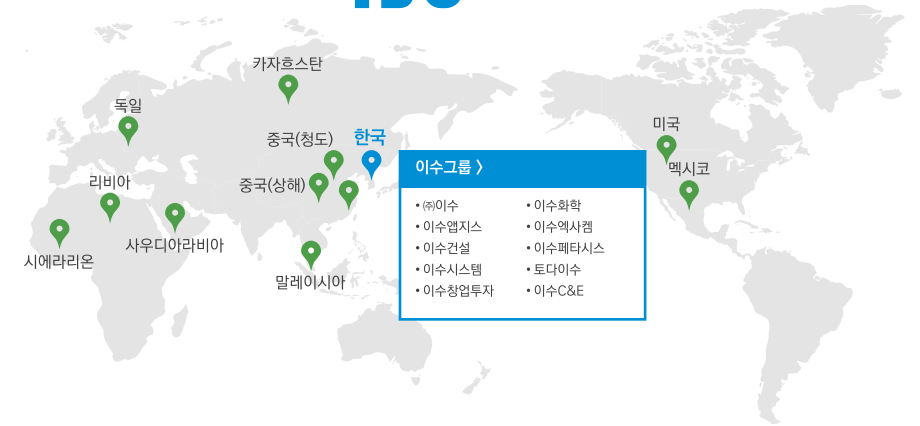 카자흐스탄
독일
중국(청도)
한국
미국
리비아
중국(상해)
멕시코
시에라리온
사우디아라비아
말레이시아
이수그룹 〉
• ㈜이수
• 이수앱지스
• 이수건설
• 이수시스템
• 이수창업투자
• 이수화학
• 이수엑사켐
• 이수페타시스
• 토다이수
• 이수C&E